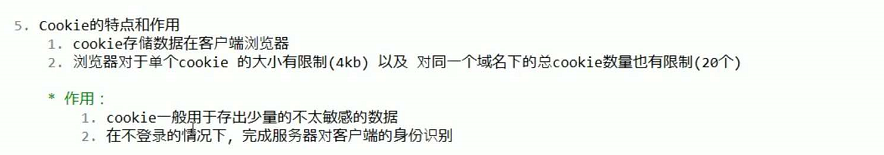 5. Cookie的特点和作用
1. cookie存储数据在客户端浏览器
2. 浏览器对于单个cookie 的大小有限制(4kb) 以及 对同一个域名下的总cookie数量也有限制(20个)
* 作用：
1. cookie一般用于存出少量的不太敏感的数据
2. 在不登录的情况下，完成服务器对客户端的身份识别